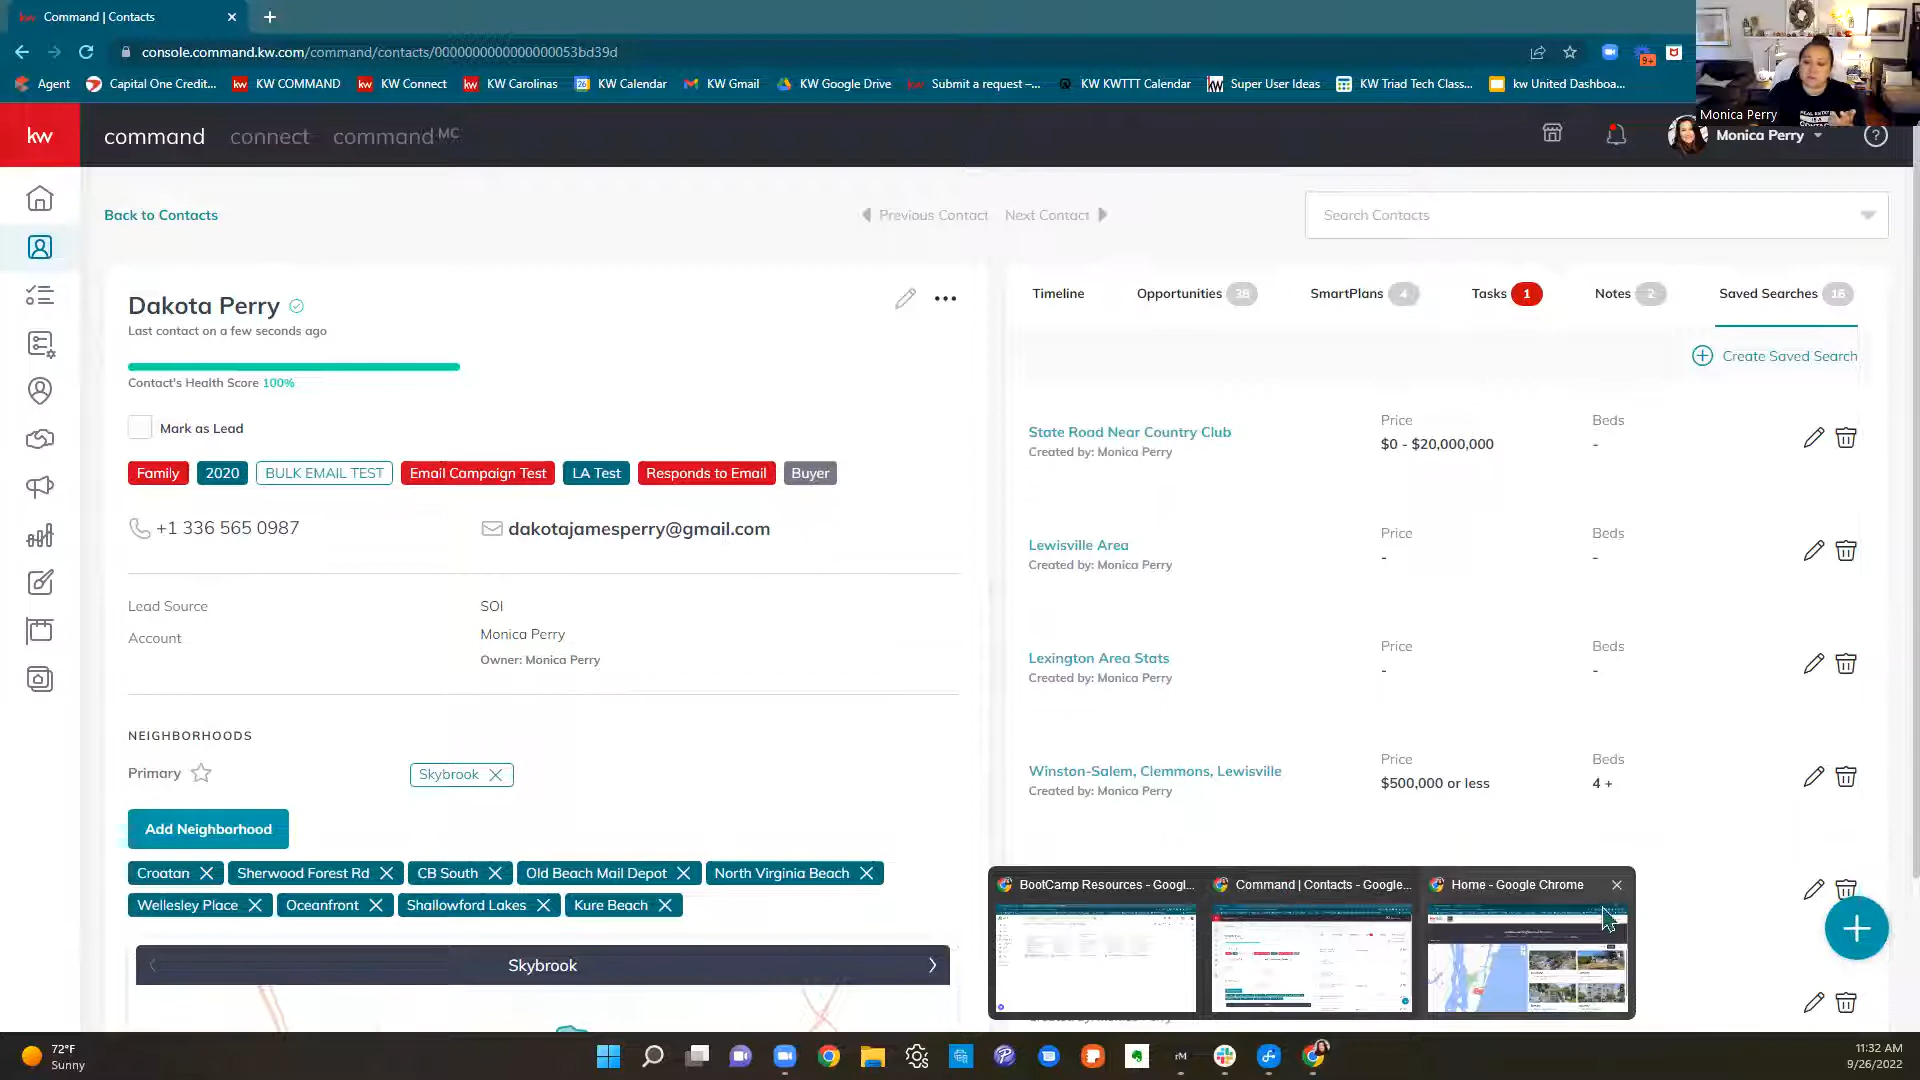 Command | Contacts
console.command.kw.com/command/contacts/0000000000000000053bd39d
Agent
Capital One Credit...
KW COMMAND
KW Connect
KW Carolinas
KW Calendar
KW Gmail
KW Google Drive
Submit a request –...
KW KWTTT Calendar
Super User Ideas
KW Triad Tech Class...
kw United Dashboa...
9+
Monica Perry
kw
command
connect
command MC
Monica Perry
Back to Contacts
Previous Contact
Next Contact
Search Contacts
Dakota Perry
Last contact on a few seconds ago
Contact's Health Score 100%
Mark as Lead
Family
2020
BULK EMAIL TEST
Email Campaign Test
LA Test
Responds to Email
Buyer
+1 336 565 0987
dakotajamesperry@gmail.com
Lead Source
SOI
Account
Monica Perry
Owner: Monica Perry
NEIGHBORHOODS
Primary
Skybrook
Add Neighborhood
Croatan
Sherwood Forest Rd
CB South
Old Beach Mail Depot
North Virginia Beach
Wellesley Place
Oceanfront
Shallowford Lakes
Kure Beach
Skybrook
Timeline
Opportunities 38
SmartPlans 4
Tasks 1
Notes 2
Saved Searches 16
Create Saved Search
State Road Near Country Club
Created by: Monica Perry
Price
$0 - $20,000,000
Beds
-
Lewisville Area
Created by: Monica Perry
Price
-
Beds
-
Lexington Area Stats
Created by: Monica Perry
Price
-
Beds
-
Winston-Salem, Clemmons, Lewisville
Created by: Monica Perry
Price
$500,000 or less
Beds
4 +
BootCamp Resources - Googl...
Command | Contacts - Google...
Home - Google Chrome
72°F
Sunny
11:32 AM
9/26/2022